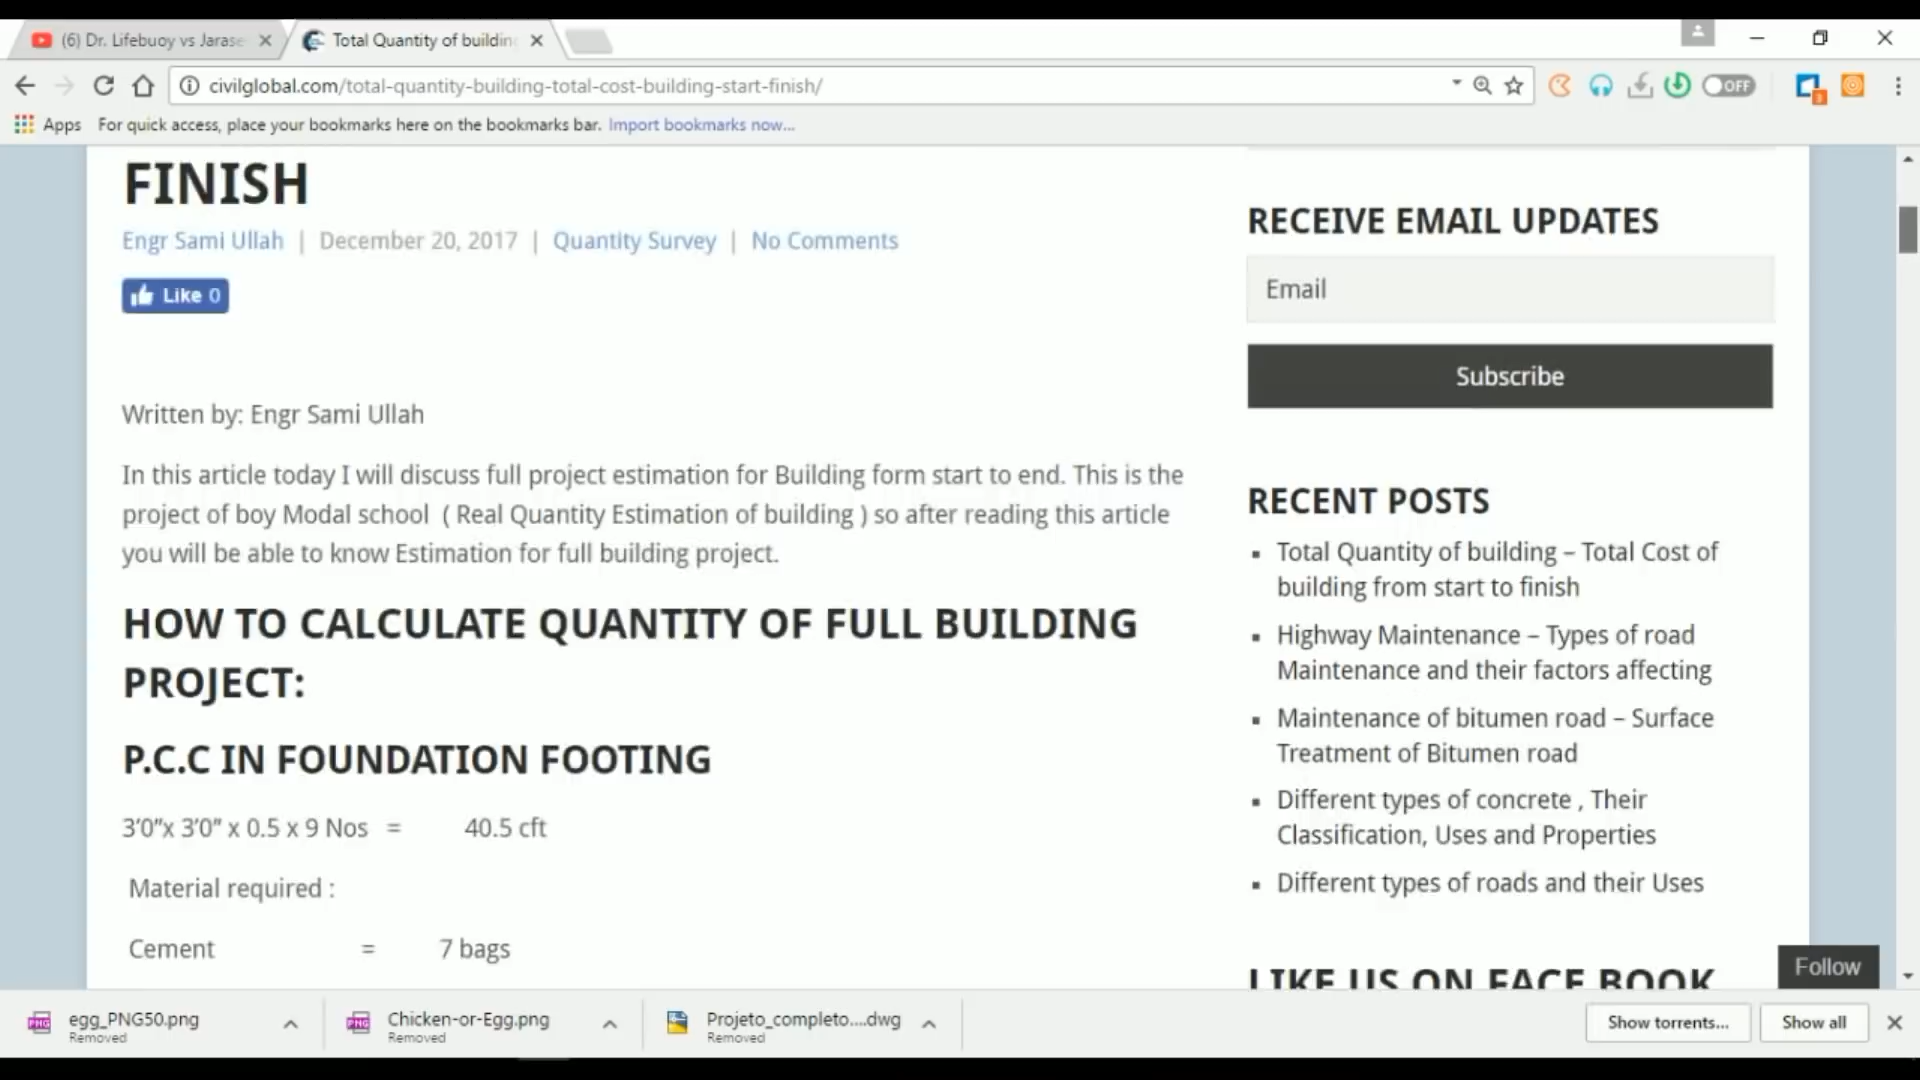 (6) Dr. Lifebuoy vs Jarase
Total Quantity of buildin
civilglobal.com/total-quantity-building-total-cost-building-start-finish/
OFF
3
Apps
For quick access, place your bookmarks here on the bookmarks bar. Import bookmarks now...
FINISH
Engr Sami Ullah | December 20, 2017 | Quantity Survey | No Comments
Like 0
Written by: Engr Sami Ullah
In this article today I will discuss full project estimation for Building form start to end. This is the
project of boy Modal school ( Real Quantity Estimation of building ) so after reading this article
you will be able to know Estimation for full building project.
HOW TO CALCULATE QUANTITY OF FULL BUILDING
PROJECT:
P.C.C IN FOUNDATION FOOTING
3’0”x 3’0” x 0.5 x 9 Nos = 40.5 cft
Material required :
Cement = 7 bags
RECEIVE EMAIL UPDATES
Email
Subscribe
RECENT POSTS
Total Quantity of building – Total Cost of
building from start to finish
Highway Maintenance – Types of road
Maintenance and their factors affecting
Maintenance of bitumen road – Surface
Treatment of Bitumen road
Different types of concrete , Their
Classification, Uses and Properties
Different types of roads and their Uses
LIKE US ON FACE BOOK
Follow
egg_PNG50.png
Removed
Chicken-or-Egg.png
Removed
Projeto_completo....dwg
Removed
Show torrents...
Show all